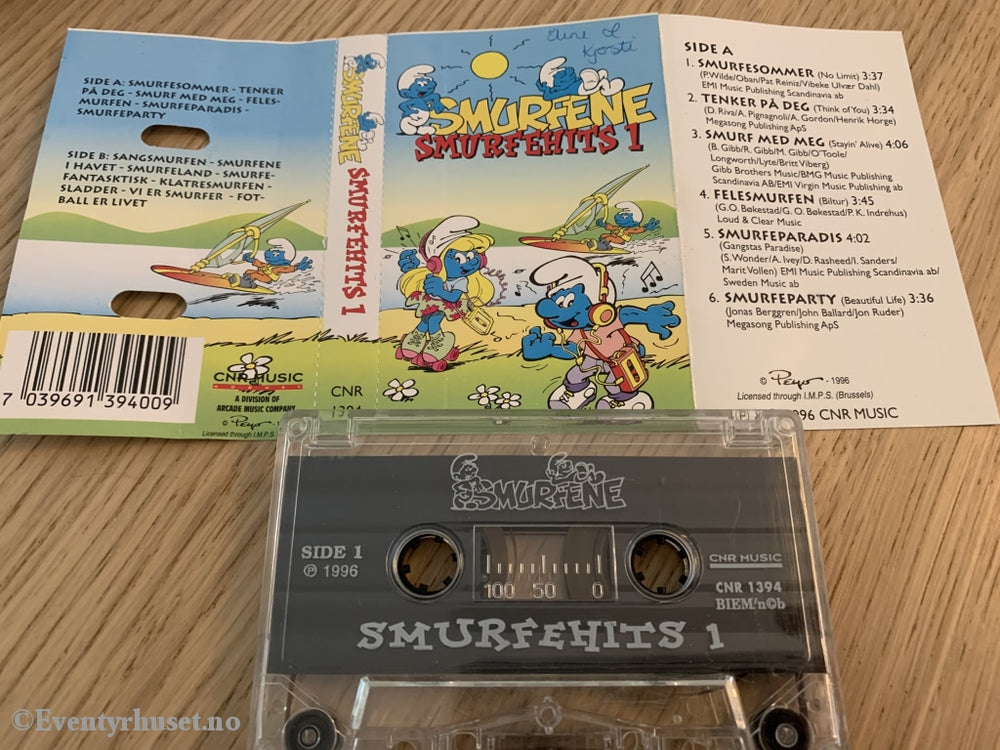 SIDE A: SMURFESOMMER - TENKER
PÅ DEG - SMURF MED MEG - FELES-
MURFEN - SMURFEPARADIS -
SMURFEPARTY
SIDE B: SANGSMURFEN - SMURFENE
I HAVET - SMURFELAND - SMURFE-
FANTASKTISK - KLATRESMURFEN -
SLADDER - VI ER SMURFER - FOT-
BALL ER LIVET
7 039691 394009
CNR MUSIC
A DIVISION OF
ARCADE MUSIC COMPANY
© Peyo
Licensed through I.M.P.S.
SMURFENE SMURFEHITS 1
CNR
1394
Eline &
Kjersti
SMURFENE
SMURFEHITS 1
SIDE A
1. SMURFESOMMER (No Limit) 3:37
(P.Wilde/Oban/Pat Reiniz/Vibeke Ulvær Dahl)
EMI Music Publishing Scandinavia ab
2. TENKER PÅ DEG (Think of You) 3:34
(D. Riva/A. Pignagnoli/A. Gordon/Henrik Horge)
Megasong Publishing ApS
3. SMURF MED MEG (Stayin' Alive) 4:06
(B. Gibb/R. Gibb/M. Gibb/O'Toole/
Longworth/Lyte/Britt Viberg)
Gibb Brothers Music/BMG Music Publishing
Scandinavia AB/EMI Virgin Music Publishing ab
4. FELESMURFEN (Biltur) 3:45
(G.O. Bøkestad/G. O. Bøkestad/P. K. Indrehus)
Loud & Clear Music
5. SMURFEPARADIS 4:02
(Gangstas Paradise)
(S.Wonder/A. Ivey/D. Rasheed/I. Sanders/
Marit Vollen) EMI Music Publishing Scandinavia ab/
Sweden Music ab
6. SMURFEPARTY (Beautiful Life) 3:36
(Jonas Berggren/John Ballard/Jon Ruder)
Megasong Publishing ApS
© Peyo - 1996
Licensed through I.M.P.S. (Brussels)
996 CNR MUSIC
SMURFENE
SIDE 1
℗ 1996
100 50 0
CNR MUSIC
CNR 1394
BIEM/n©b
SMURFEHITS 1
©Eventyrhuset.no